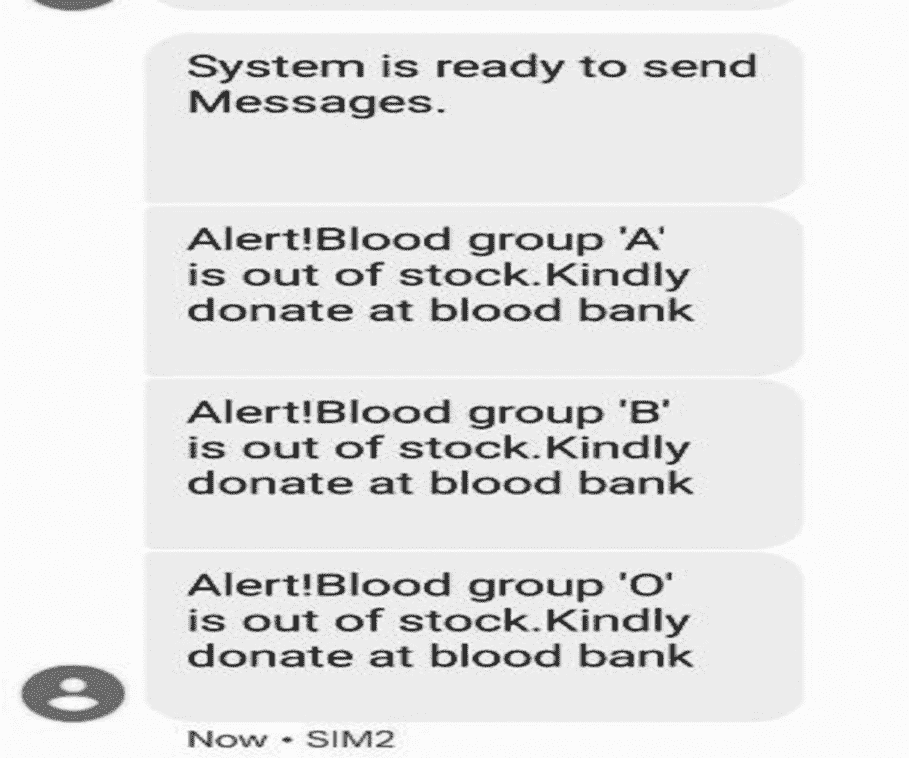 System is ready to send
Messages.
Alert!Blood group 'A'
is out of stock.Kindly
donate at blood bank
Alert!Blood group 'B'
is out of stock.Kindly
donate at blood bank
Alert!Blood group 'O'
is out of stock.Kindly
donate at blood bank
Now • SIM2